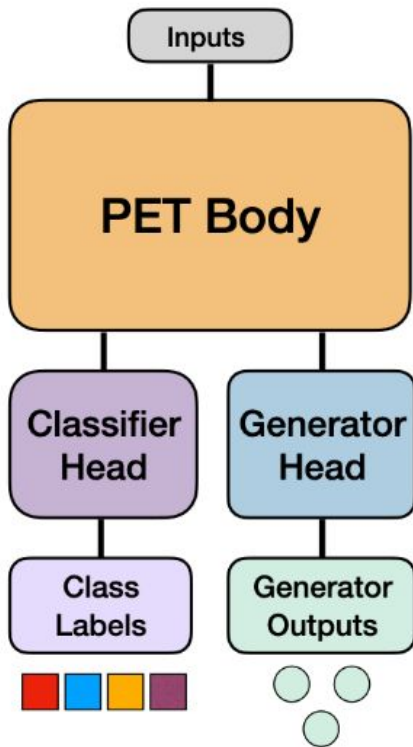 Inputs
PET Body
Classifier
Head
Generator
Head
Class
Labels
Generator
Outputs